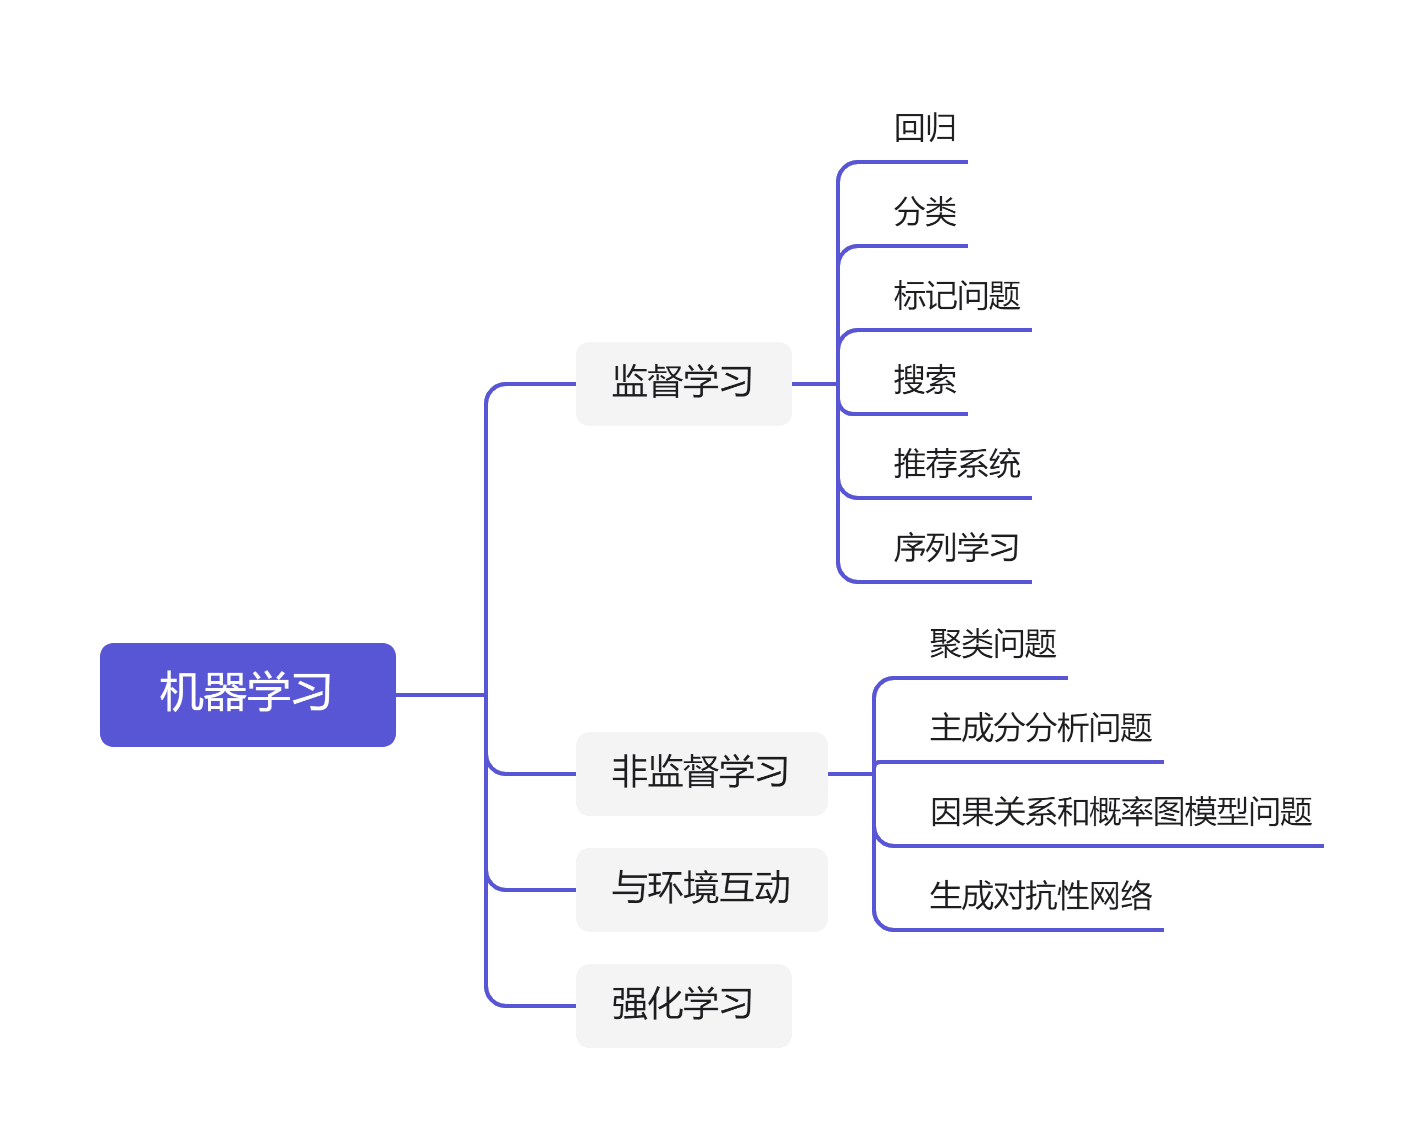 机器学习
监督学习
回归
分类
标记问题
搜索
推荐系统
序列学习
非监督学习
聚类问题
主成分分析问题
因果关系和概率图模型问题
生成对抗性网络
与环境互动
强化学习